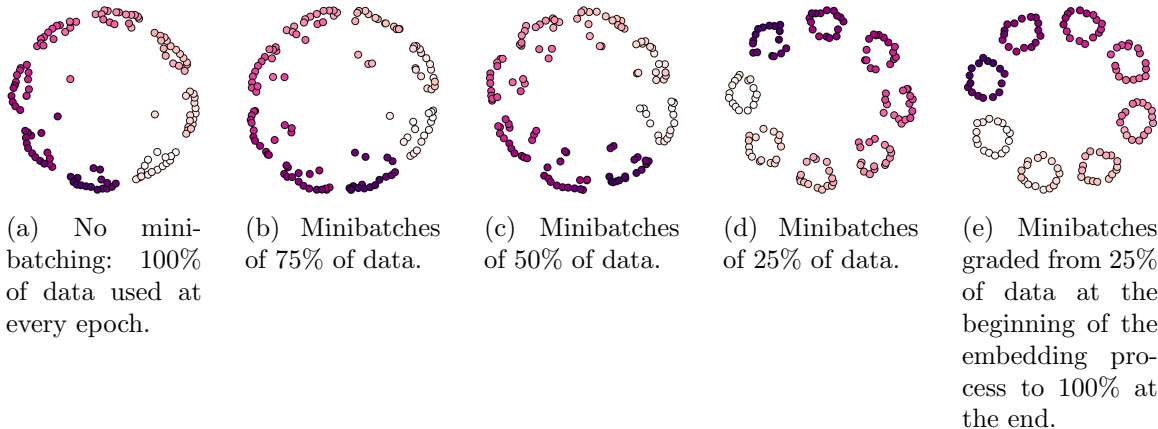 (a) No mini-
batching: 100%
of data used at
every epoch.
(b) Minibatches
of 75% of data.
(c) Minibatches
of 50% of data.
(d) Minibatches
of 25% of data.
(e) Minibatches
graded from 25%
of data at the
beginning of the
embedding pro-
cess to 100% at
the end.